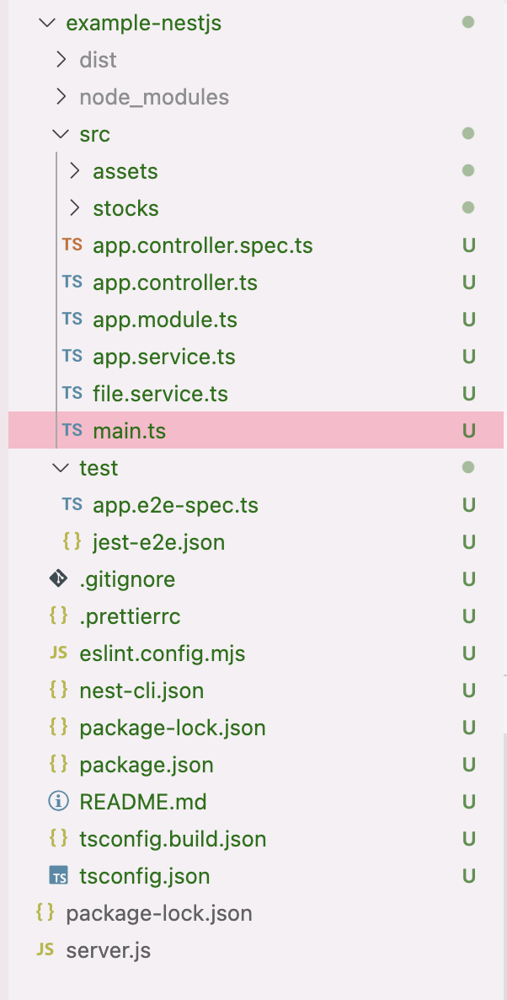 example-nestjs
dist
node_modules
src
assets
stocks
TS app.controller.spec.ts U
TS app.controller.ts U
TS app.module.ts U
TS app.service.ts U
TS file.service.ts U
TS main.ts U
test
TS app.e2e-spec.ts U
{} jest-e2e.json U
.gitignore U
{} .prettierrc U
JS eslint.config.mjs U
{} nest-cli.json U
{} package-lock.json U
{} package.json U
README.md U
{} tsconfig.build.json U
TS tsconfig.json U
{} package-lock.json
JS server.js